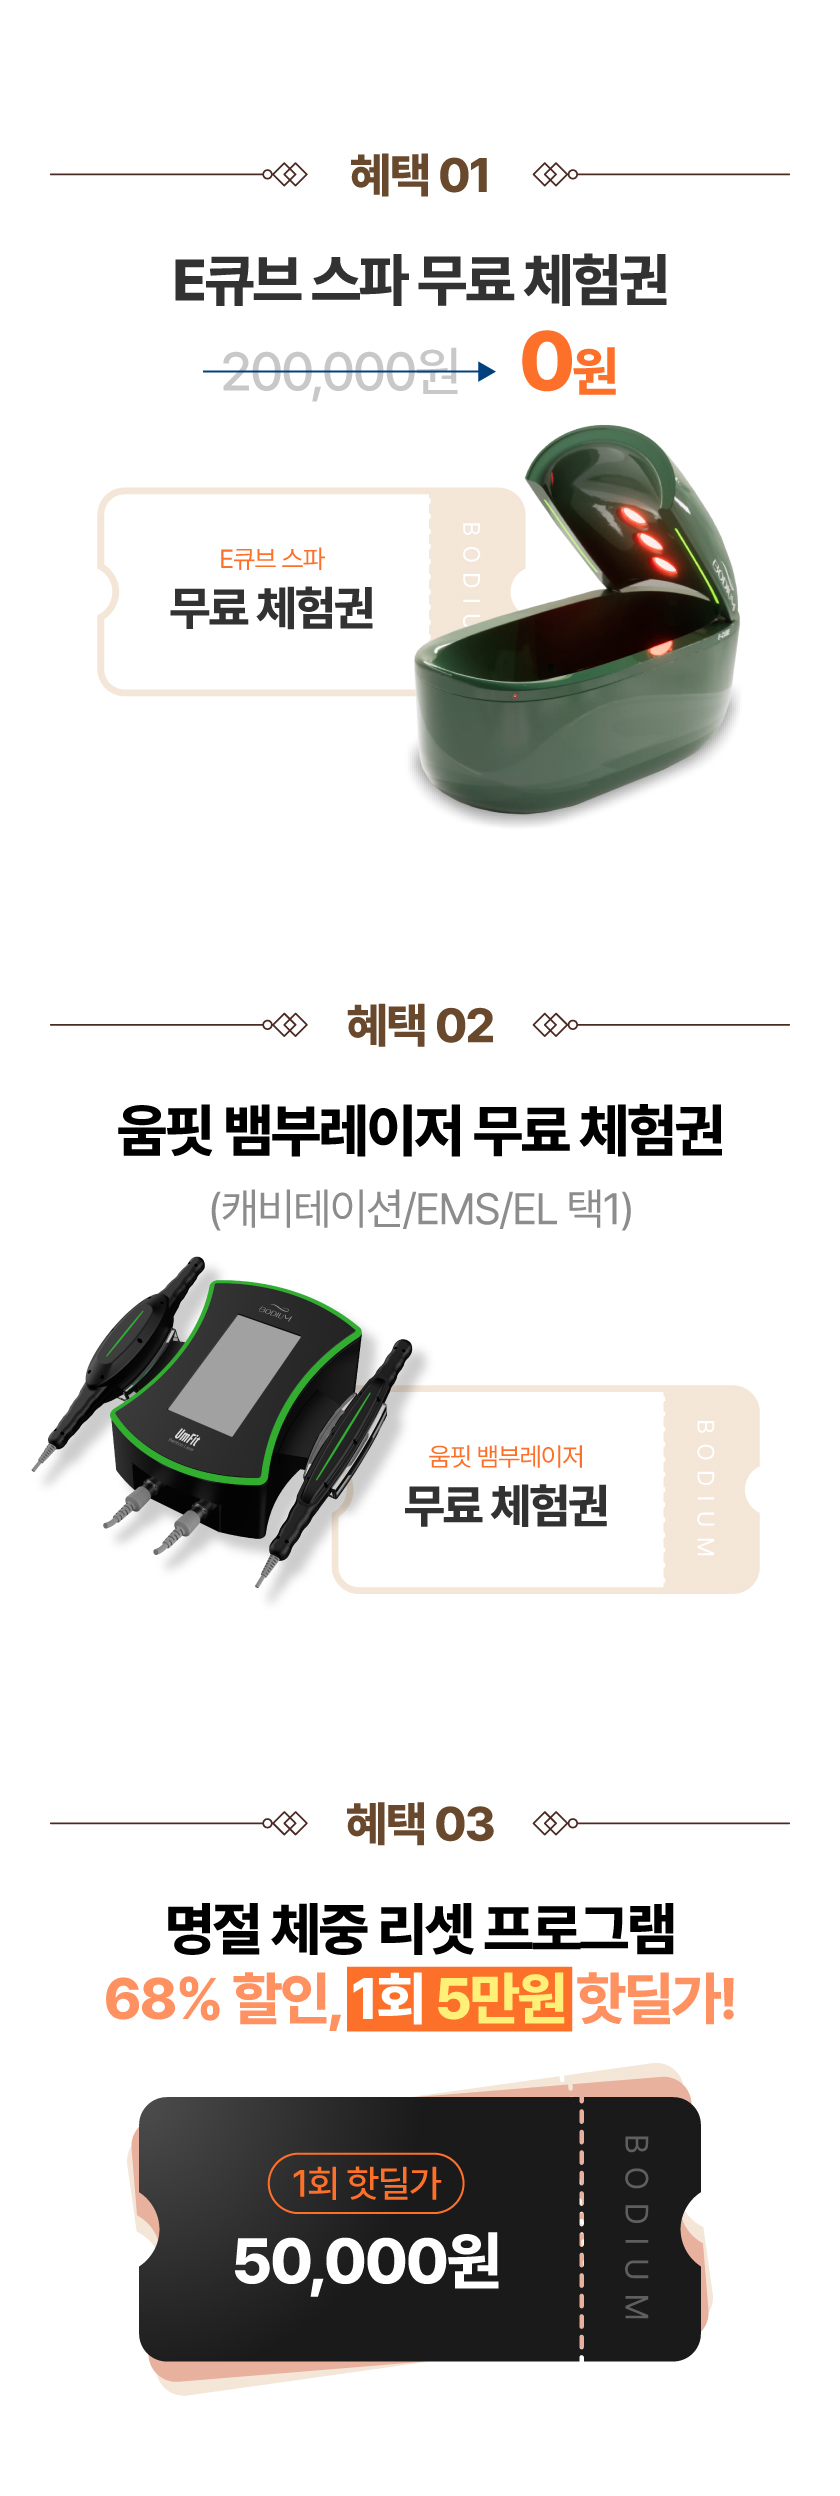 혜택 01
E큐브 스파 무료 체험권
200,000원
0원
E큐브 스파
무료 체험권
BODIU
BODIUM
혜택 02
움핏 뱀부레이저 무료 체험권
(캐비테이션/EMS/EL 택1)
BODIUM
UmFit
움핏 뱀부레이저
무료 체험권
BODIUM
혜택 03
명절 체중 리셋 프로그램
68% 할인, 1회 5만원 핫딜가!
1회 핫딜가
50,000원
BODIUM